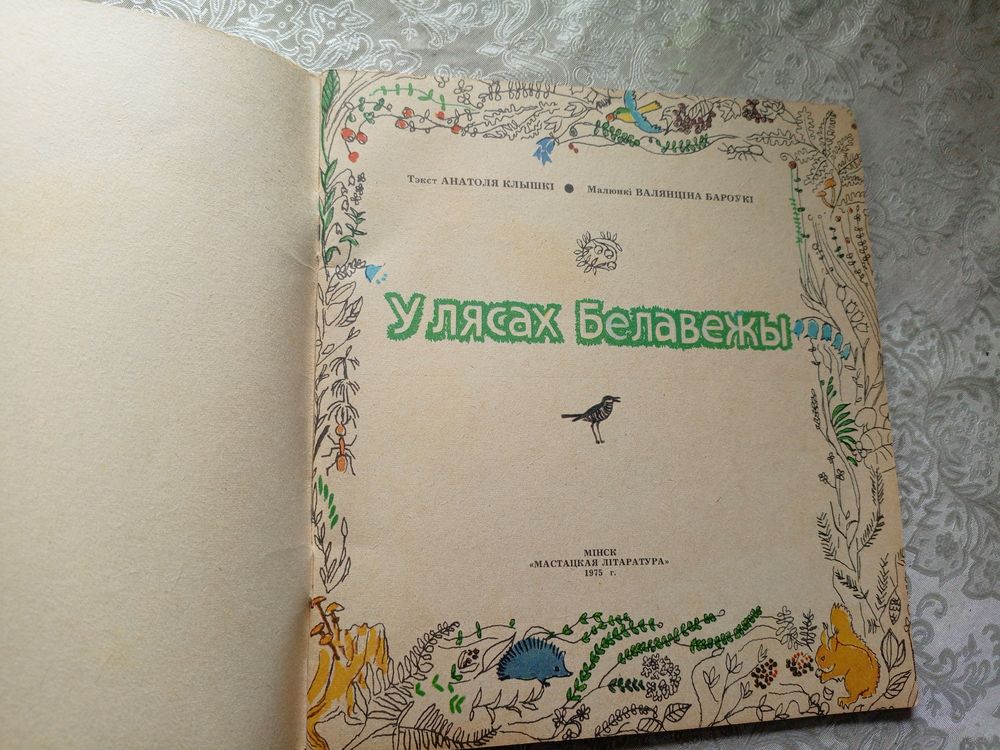 Тэкст АНАТОЛЯ КЛЫШКІ ● Малюнкі ВАЛЯНЦІНА БАРОЎКІ
У лясах Белавежы
МІНСК
«МАСТАЦКАЯ ЛІТАРАТУРА»
1975 г.